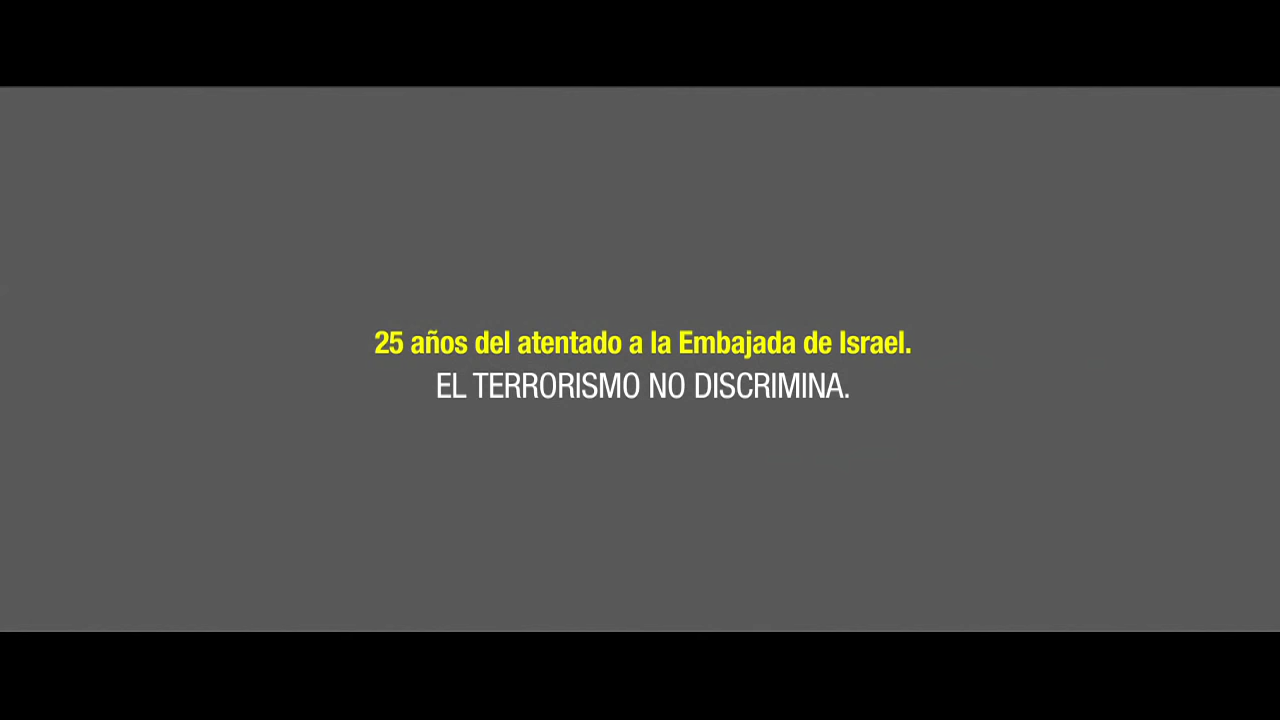 25 años del atentado a la Embajada de Israel.
EL TERRORISMO NO DISCRIMINA.